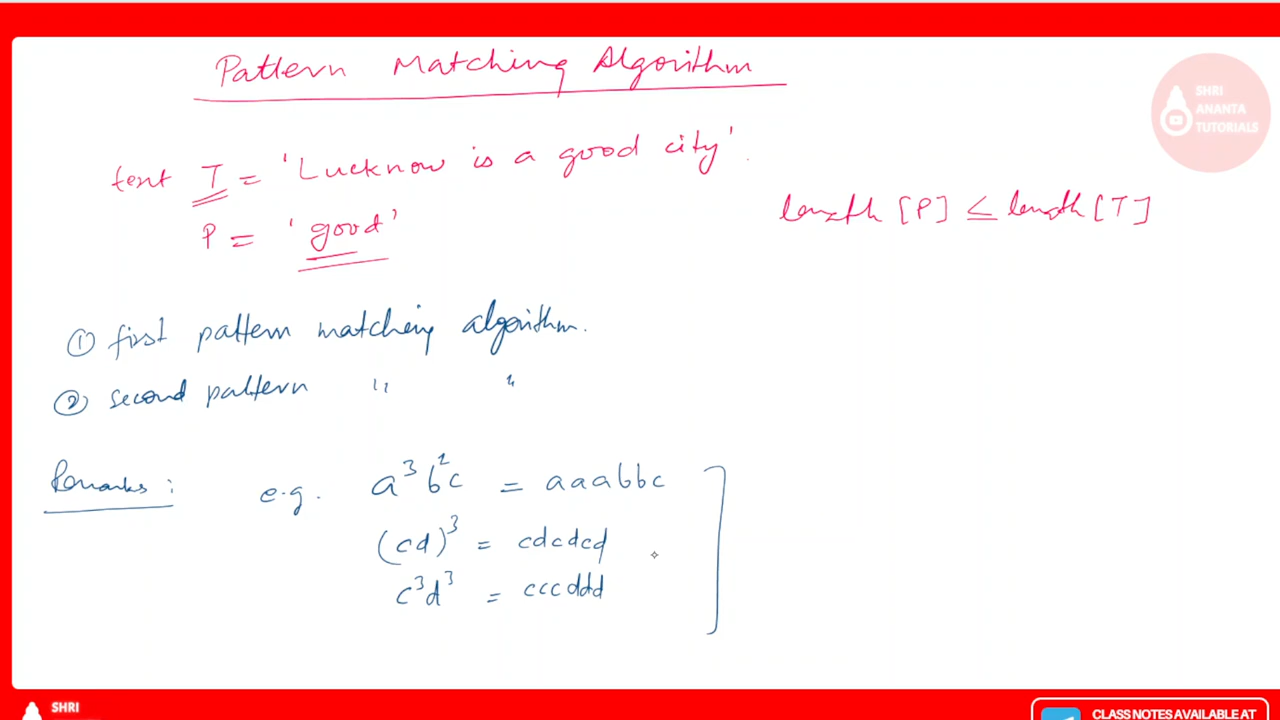 Pattern Matching Algorithm
SHRI
ANANTA
TUTORIALS
text T = 'Lucknow is a good city'.
P = 'good'
length [P] ≤ length [T]
① first pattern matching algorithm.
② second pattern " "
Remarks :
e.g. a³b²c = aaabbc
(cd)³ = cdcdcd
c³d³ = cccddd
SHRI
ANANTA
CLASS NOTES AVAILABLE AT